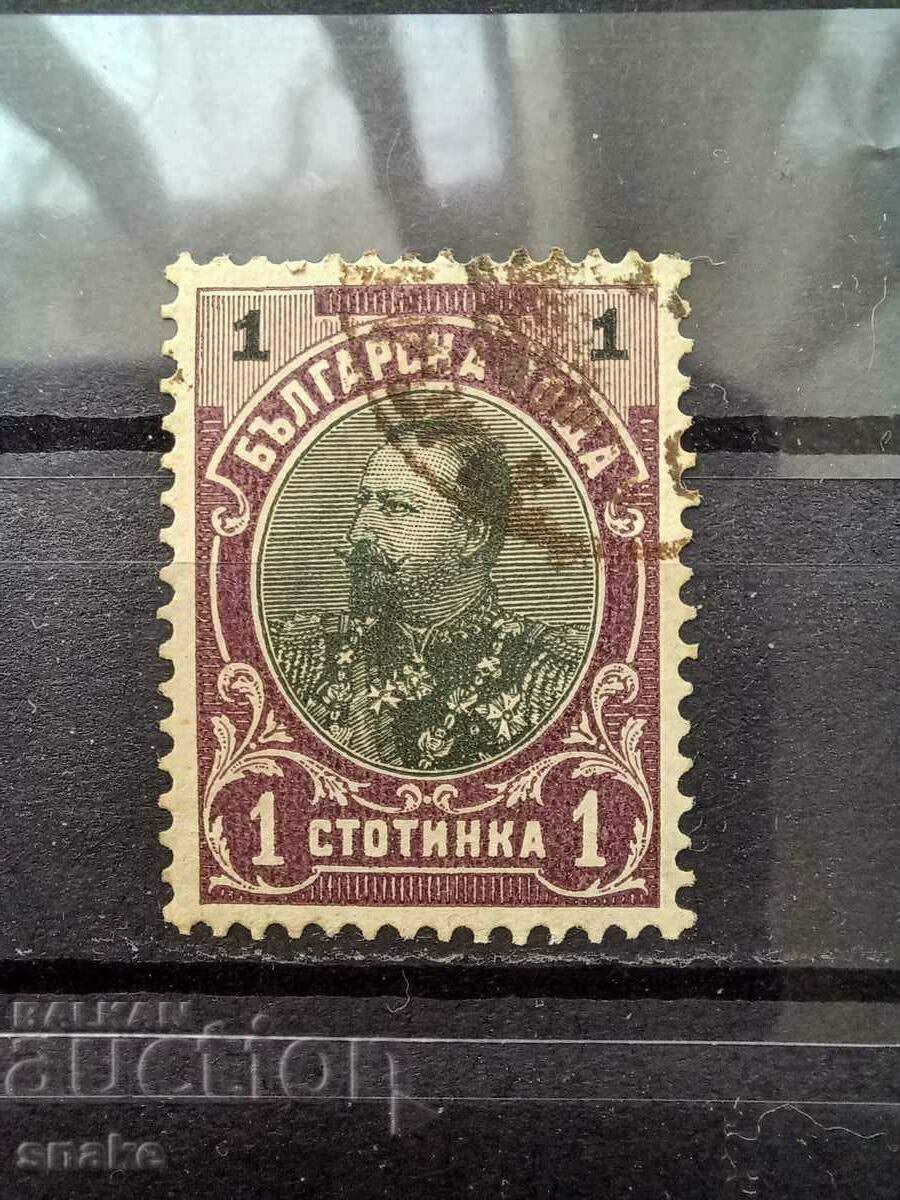 1 1
БЪЛГАРСКА ПОЩА
1 СТОТИНКА 1
BALKAN
auction
snake